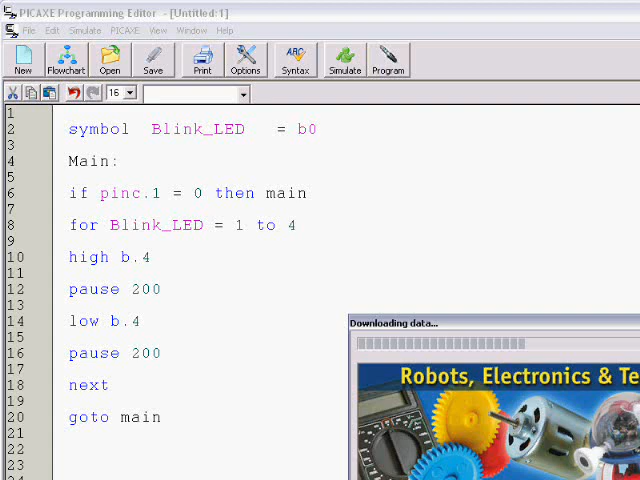 PICAXE Programming Editor - [Untitled:1]
File Edit Simulate PICAXE View Window Help
New Flowchart Open Save Print Options ABC Syntax Simulate Program
16
1
2 symbol Blink_LED = b0
3
4 Main:
5
6 if pinc.1 = 0 then main
7
8 for Blink_LED = 1 to 4
9
10 high b.4
11
12 pause 200
13
14 low b.4
15
16 pause 200
17
18 next
19
20 goto main
21
22
23
24
Downloading data...
Robots, Electronics & Te